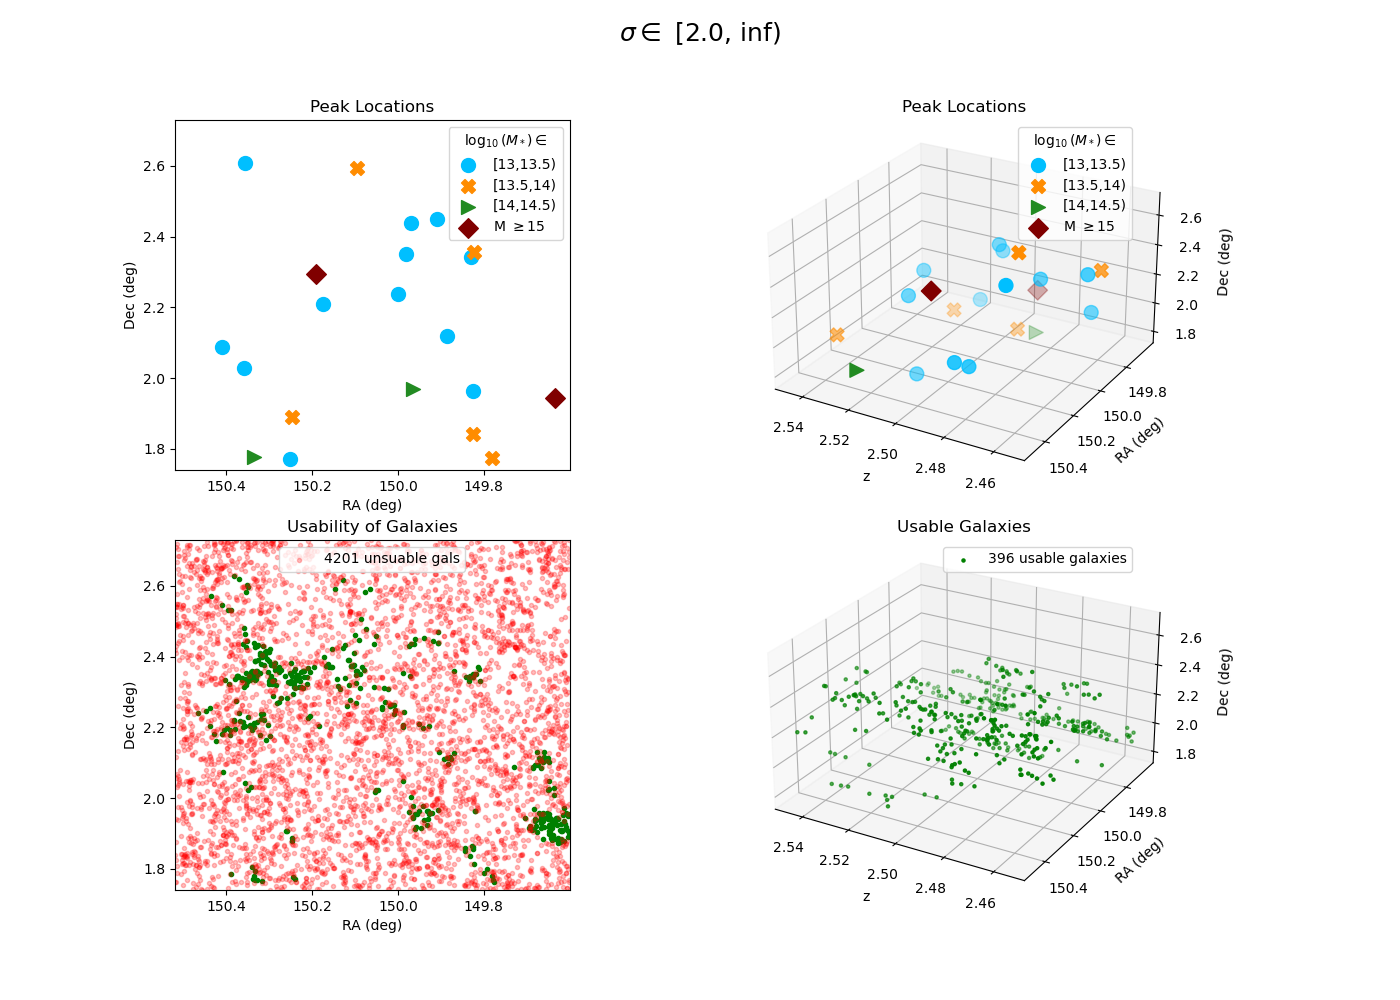 σ ∈ [2.0, inf)
Peak Locations
log₁₀(M*) ∈
[13,13.5)
[13.5,14)
[14,14.5)
M ≥15
2.6
2.4
2.2
2.0
1.8
Dec (deg)
150.4 150.2 150.0 149.8
RA (deg)
Peak Locations
log₁₀(M*) ∈
[13,13.5)
[13.5,14)
[14,14.5)
M ≥15
2.6
2.4
2.2
2.0
1.8
Dec (deg)
149.8
150.0
150.2
150.4
RA (deg)
2.54
2.52
2.50
2.48
2.46
z
Usability of Galaxies
4201 unsuable gals
2.6
2.4
2.2
2.0
1.8
Dec (deg)
150.4 150.2 150.0 149.8
RA (deg)
Usable Galaxies
396 usable galaxies
2.6
2.4
2.2
2.0
1.8
Dec (deg)
149.8
150.0
150.2
150.4
RA (deg)
2.54
2.52
2.50
2.48
2.46
z